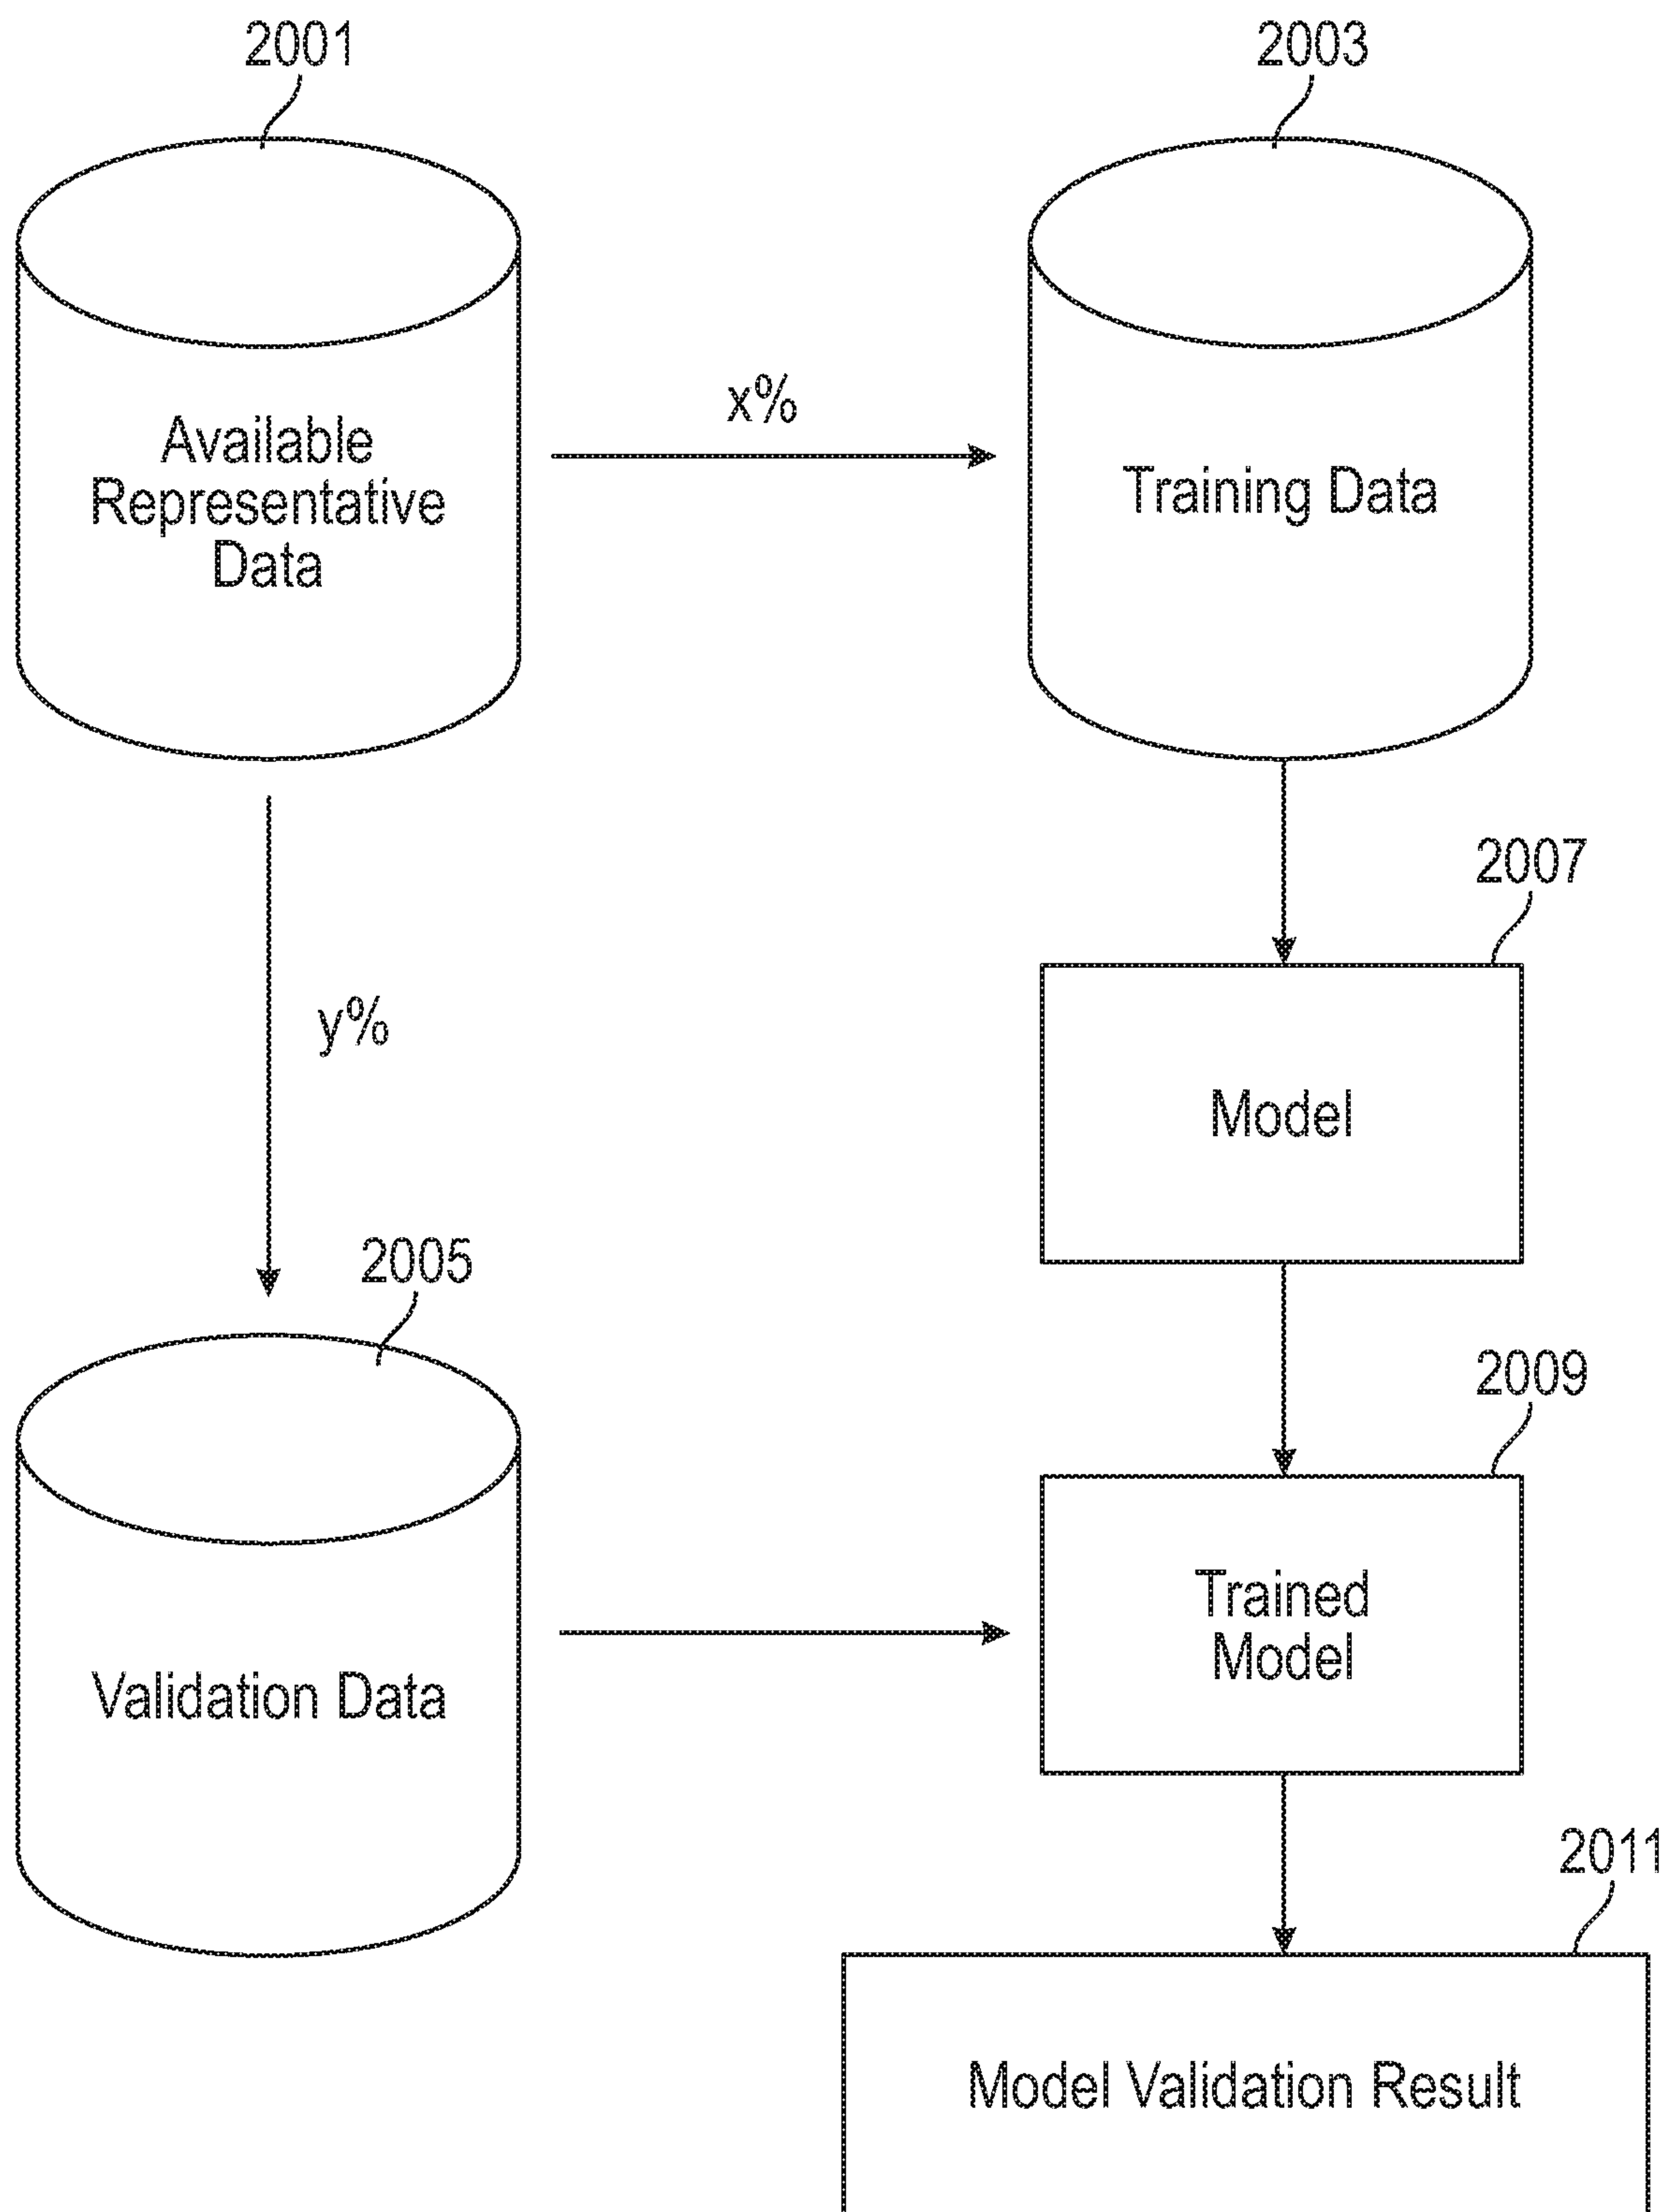 2001
2003
Available
Representative
Data
x%
Training Data
2007
y%
Model
2005
2009
Trained
Model
Validation Data
2011
Model Validation Result